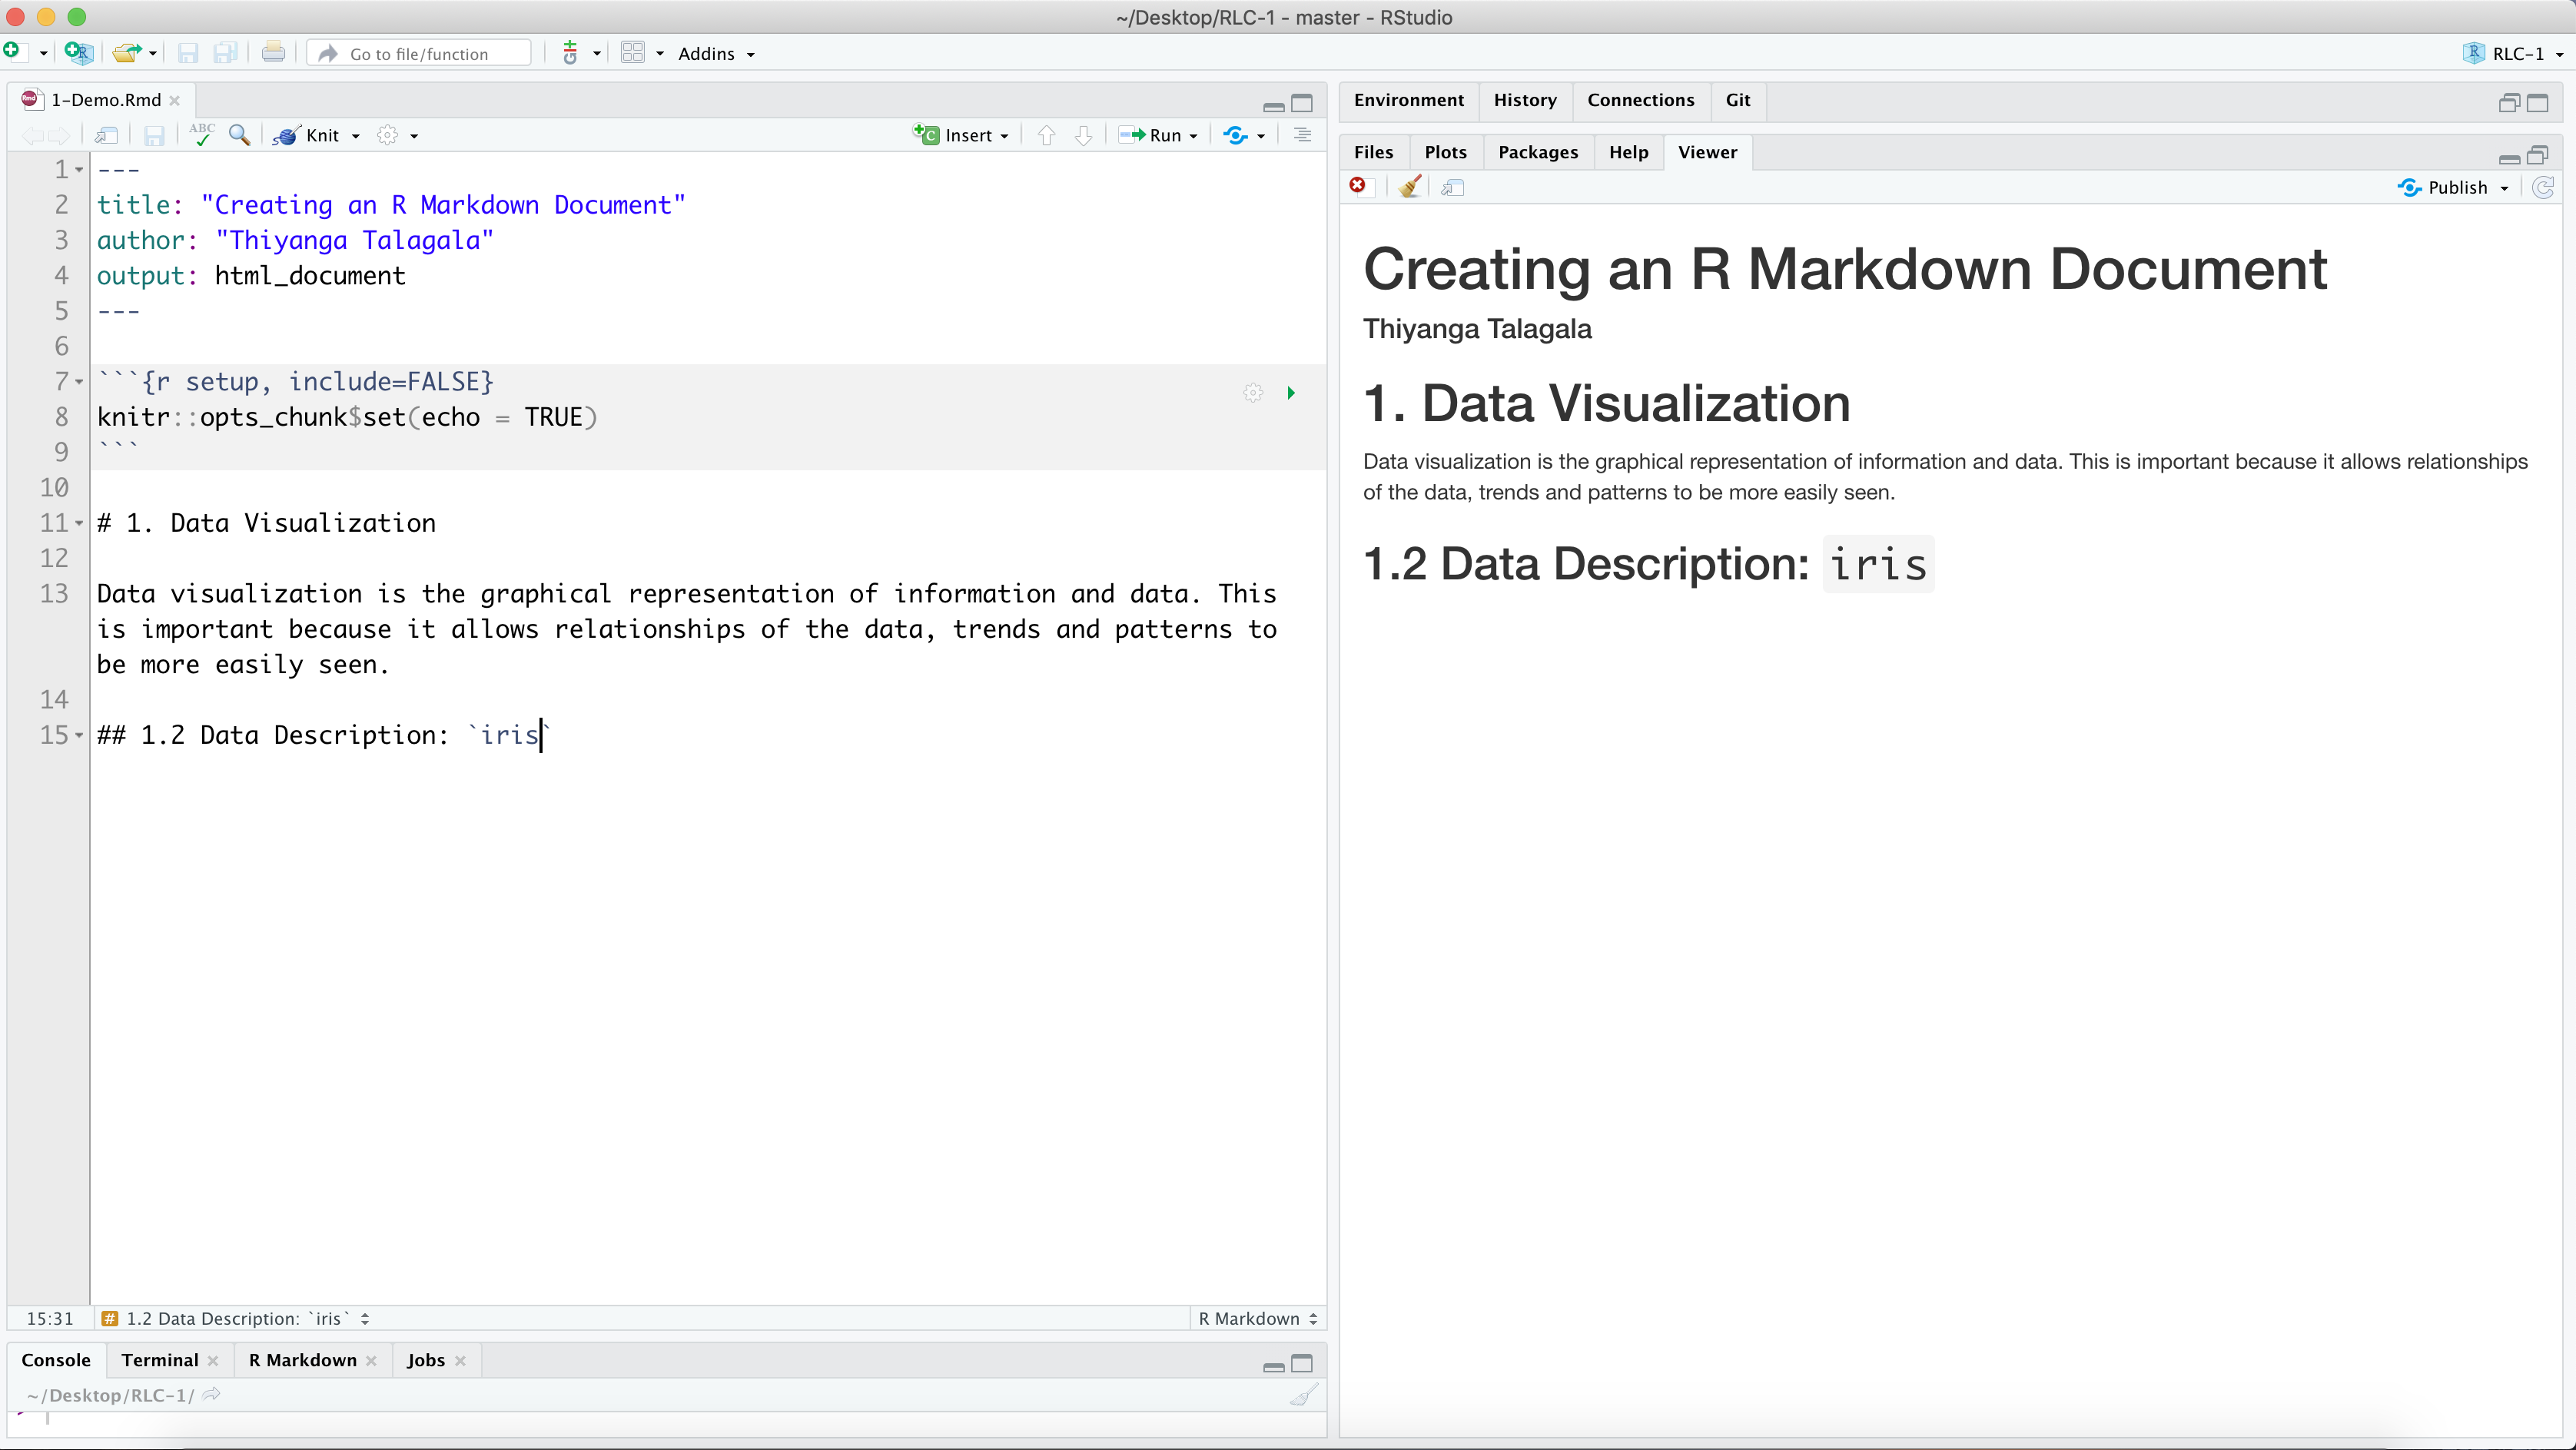 ~/Desktop/RLC-1 - master - RStudio
Go to file/function
Addins
RLC-1
1-Demo.Rmd
ABC
Knit
Insert
Run
1 ---
2 title: "Creating an R Markdown Document"
3 author: "Thiyanga Talagala"
4 output: html_document
5 ---
6
7 ```{r setup, include=FALSE}
8 knitr::opts_chunk$set(echo = TRUE)
9 ```
10
11 # 1. Data Visualization
12
13 Data visualization is the graphical representation of information and data. This
is important because it allows relationships of the data, trends and patterns to
be more easily seen.
14
15 ## 1.2 Data Description: `iris`
15:31 # 1.2 Data Description: `iris` R Markdown
Console Terminal R Markdown Jobs
~/Desktop/RLC-1/
Environment History Connections Git
Files Plots Packages Help Viewer
Publish
Creating an R Markdown Document
Thiyanga Talagala
1. Data Visualization
Data visualization is the graphical representation of information and data. This is important because it allows relationships
of the data, trends and patterns to be more easily seen.
1.2 Data Description: iris